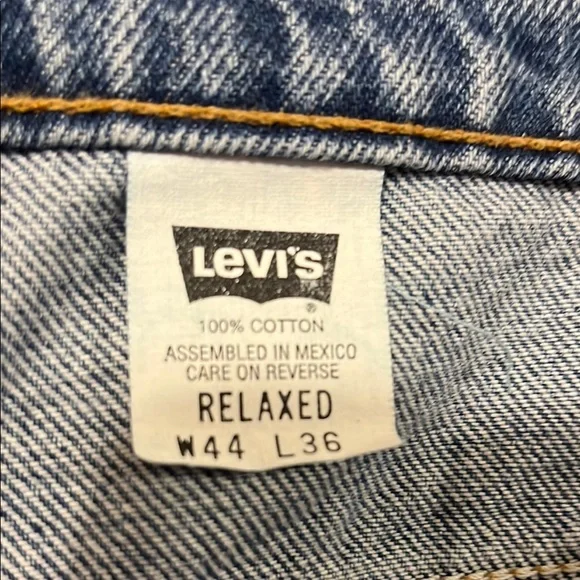 Levi's
®
100% COTTON
ASSEMBLED IN MEXICO
CARE ON REVERSE
RELAXED
W44 L36